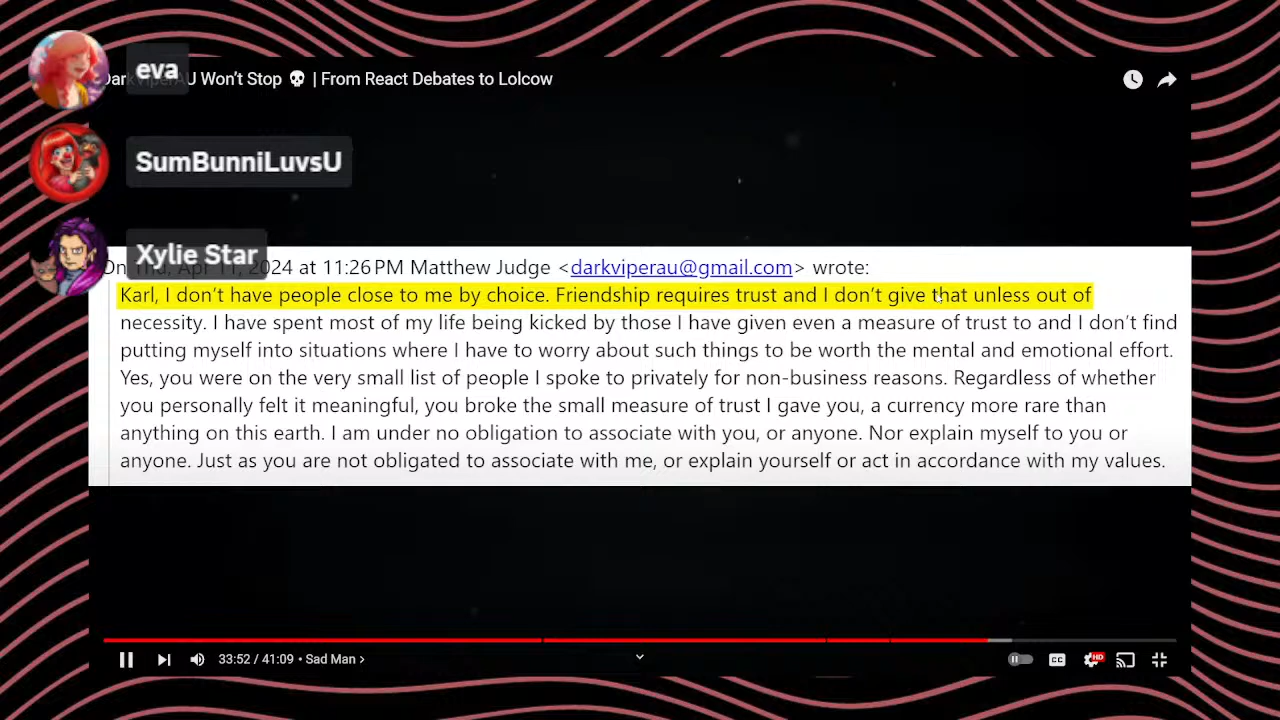 eva
DarkViperAU Won't Stop 💀 | From React Debates to Lolcow
SumBunniLuvsU
Xylie Star
On Thu, Apr 11, 2024 at 11:26 PM Matthew Judge <darkviperau@gmail.com> wrote:
Karl, I don't have people close to me by choice. Friendship requires trust and I don't give that unless out of
necessity. I have spent most of my life being kicked by those I have given even a measure of trust to and I don't find
putting myself into situations where I have to worry about such things to be worth the mental and emotional effort.
Yes, you were on the very small list of people I spoke to privately for non-business reasons. Regardless of whether
you personally felt it meaningful, you broke the small measure of trust I gave you, a currency more rare than
anything on this earth. I am under no obligation to associate with you, or anyone. Nor explain myself to you or
anyone. Just as you are not obligated to associate with me, or explain yourself or act in accordance with my values.
33:52 / 41:09 • Sad Man >
CC
HD